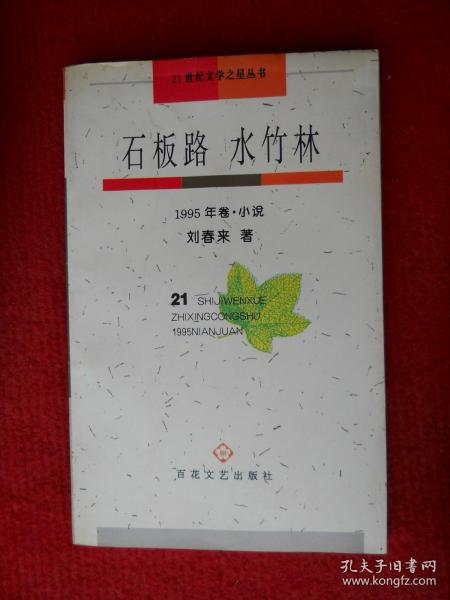 21世纪文学之星丛书
石板路 水竹林
1995年卷·小说
刘春来 著
21 SHIJIWENXUE
ZHIXINGCONGSHU
1995NIANJUAN
百花文艺出版社
孔夫子旧书网
www.kongfz.com